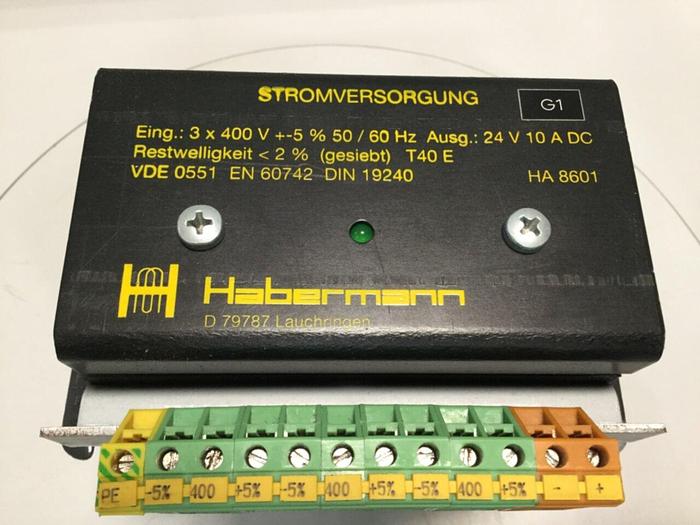 STROMVERSORGUNG
G1
Eing.: 3 x 400 V +-5 % 50 / 60 Hz Ausg.: 24 V 10 A DC
Restwelligkeit < 2 % (gesiebt) T40 E
VDE 0551 EN 60742 DIN 19240 HA 8601
Habermann
D 79787 Lauchringen
PE -5% 400 +5% -5% 400 +5% -5% 400 +5% - +